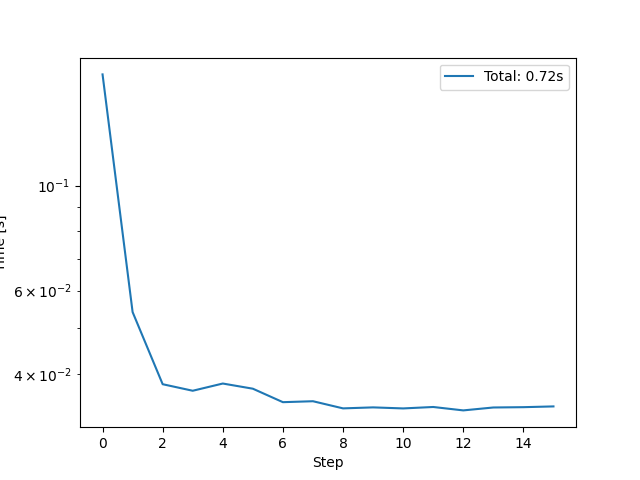 Total: 0.72s
10⁻¹
6 × 10⁻²
4 × 10⁻²
Time [s]
0 2 4 6 8 10 12 14
Step